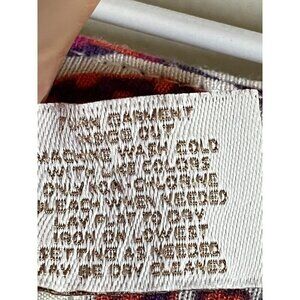 GARMENT
INSIDE OUT
MACHINE WASH COLD
WITH LIKE COLORS
ONLY NON-CHLORINE
BLEACH WHEN NEEDED
LAY FLAT TO DRY
IRON ON LOWEST
SETTING AS NEEDED
MAY BE DRY CLEANED